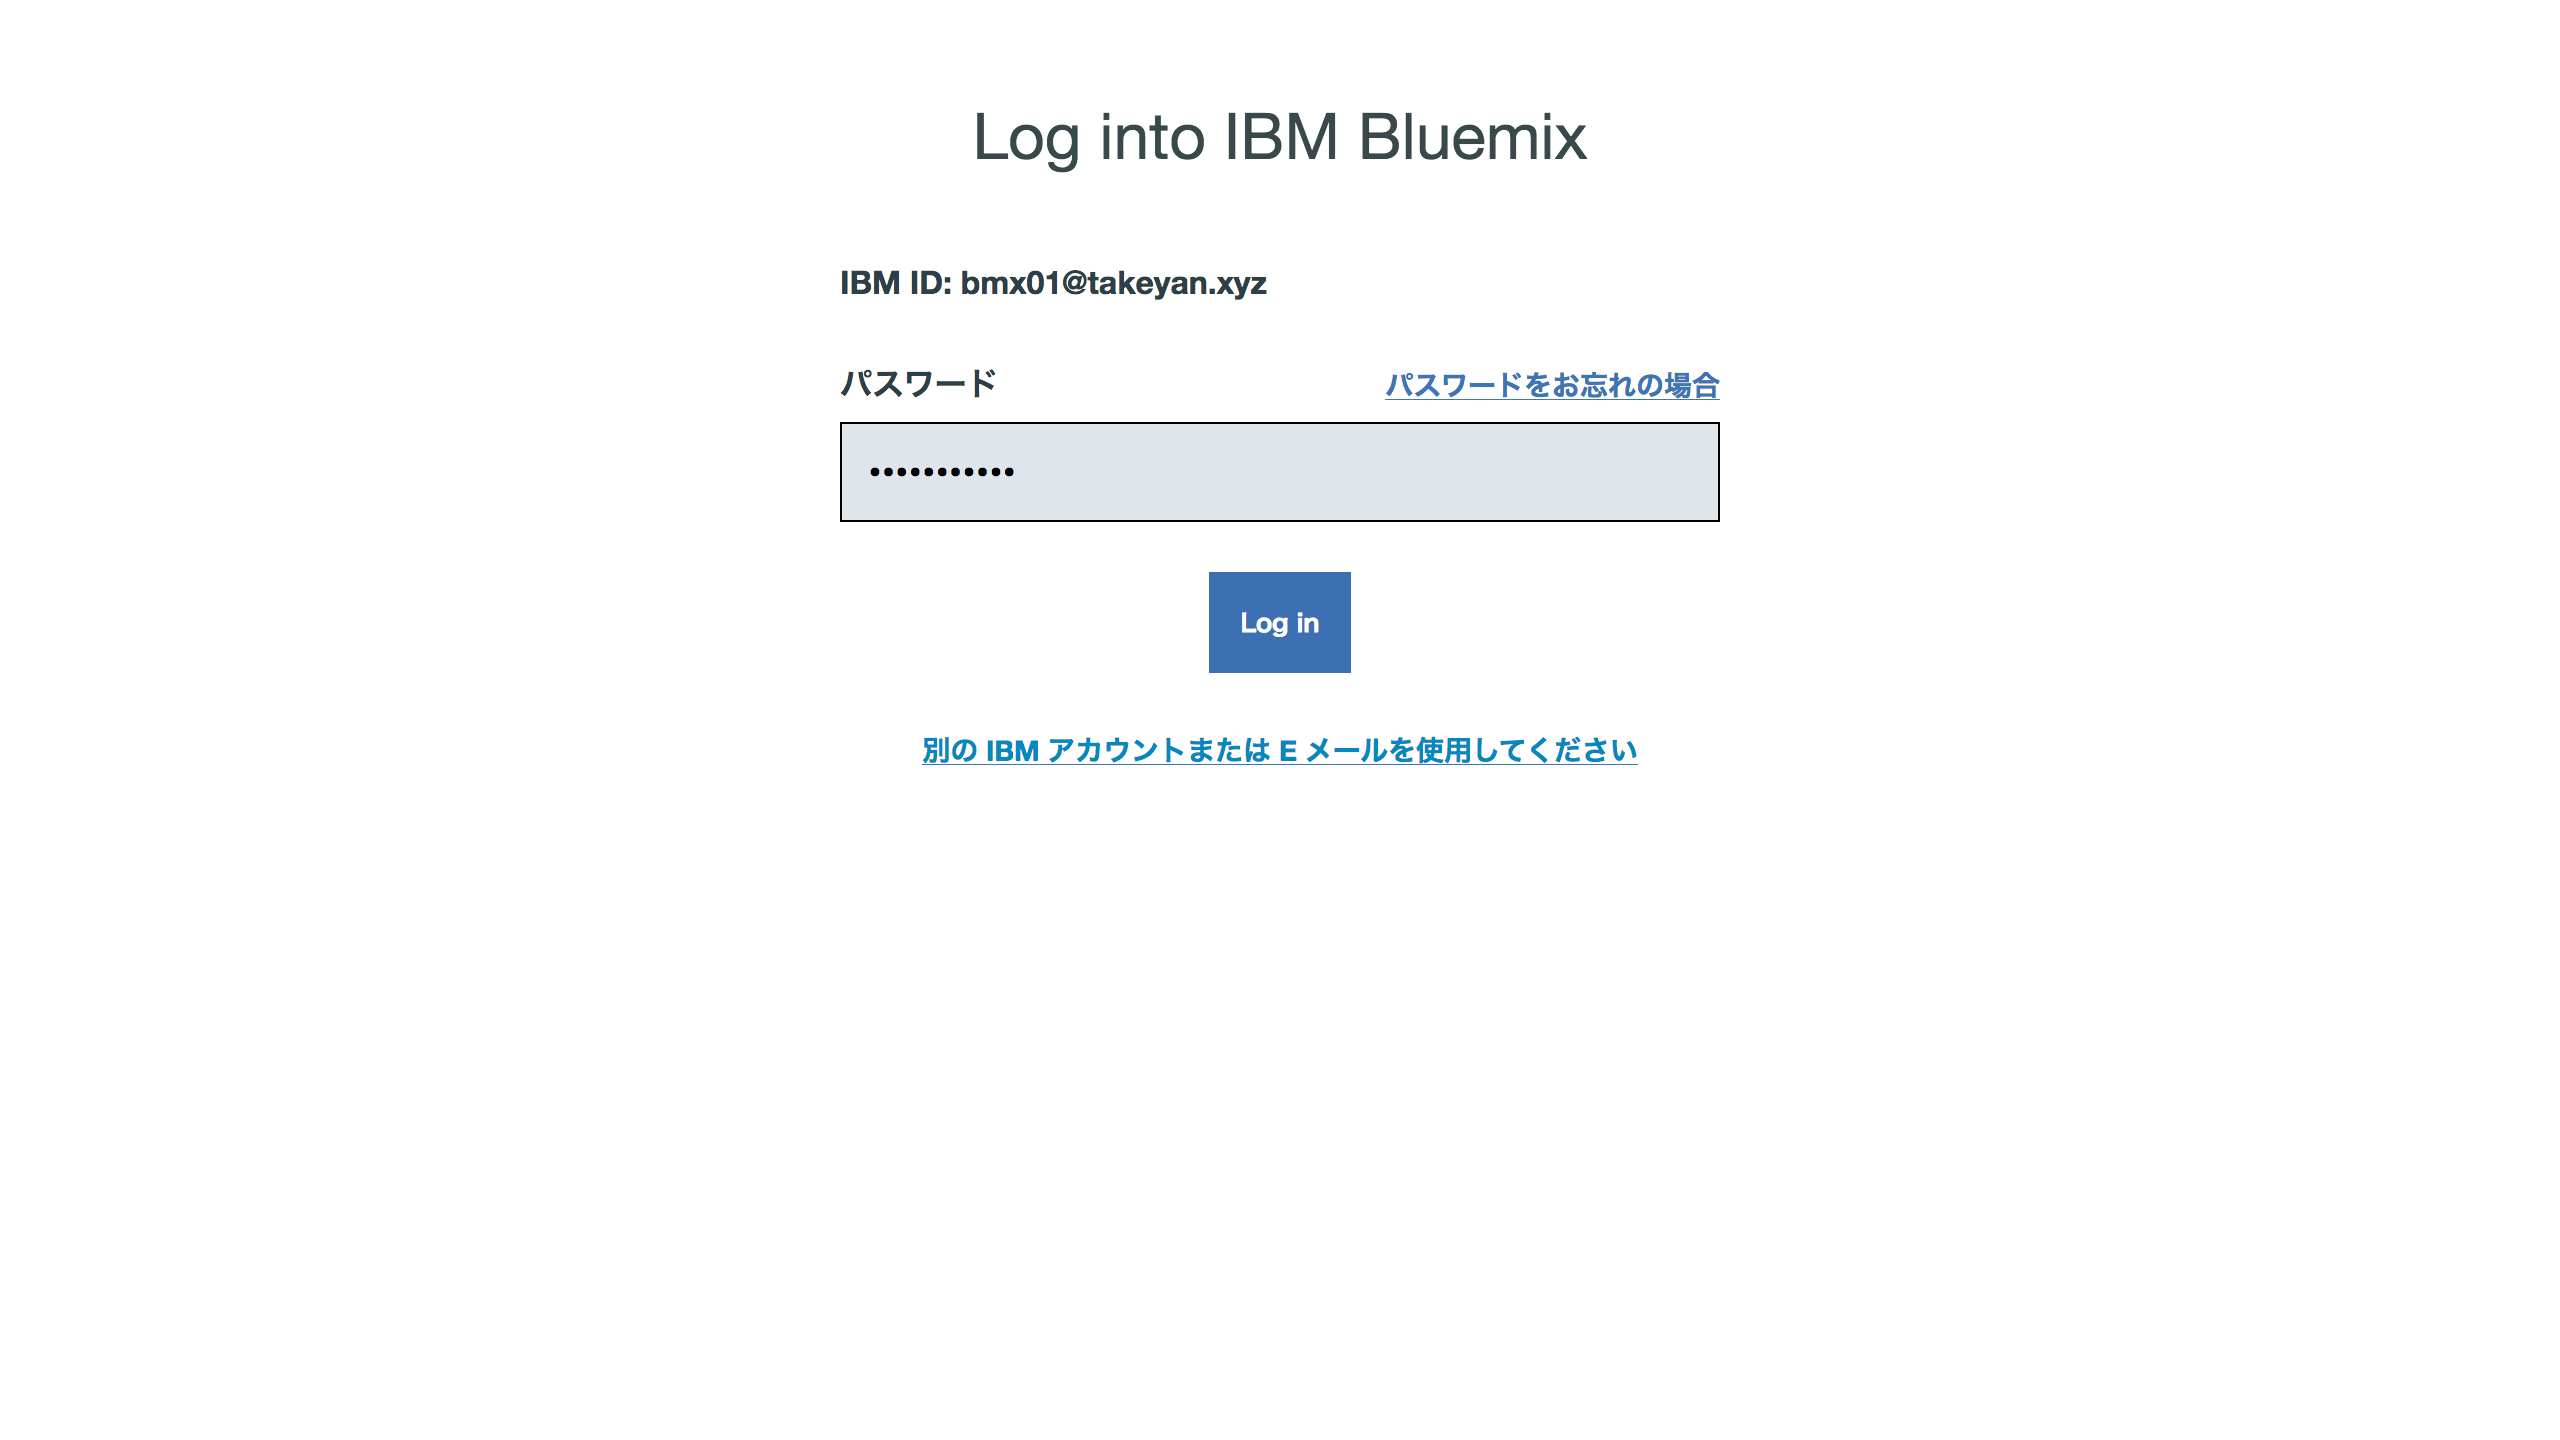 Log into IBM Bluemix
IBM ID: bmx01@takeyan.xyz
パスワード
パスワードをお忘れの場合
•••••••••••
Log in
別の IBM アカウントまたは E メールを使用してください